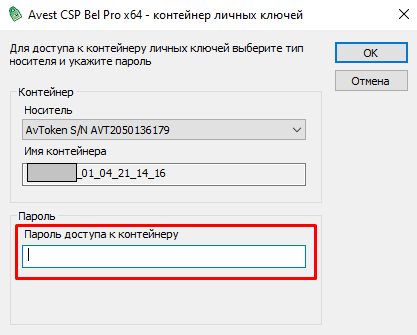 Avest CSP Bel Pro x64 - контейнер личных ключей
Для доступа к контейнеру личных ключей выберите тип
носителя и укажите пароль
OK
Отмена
Контейнер
Носитель
AvToken S/N AVT2050136179
Имя контейнера
_01_04_21_14_16
Пароль
Пароль доступа к контейнеру